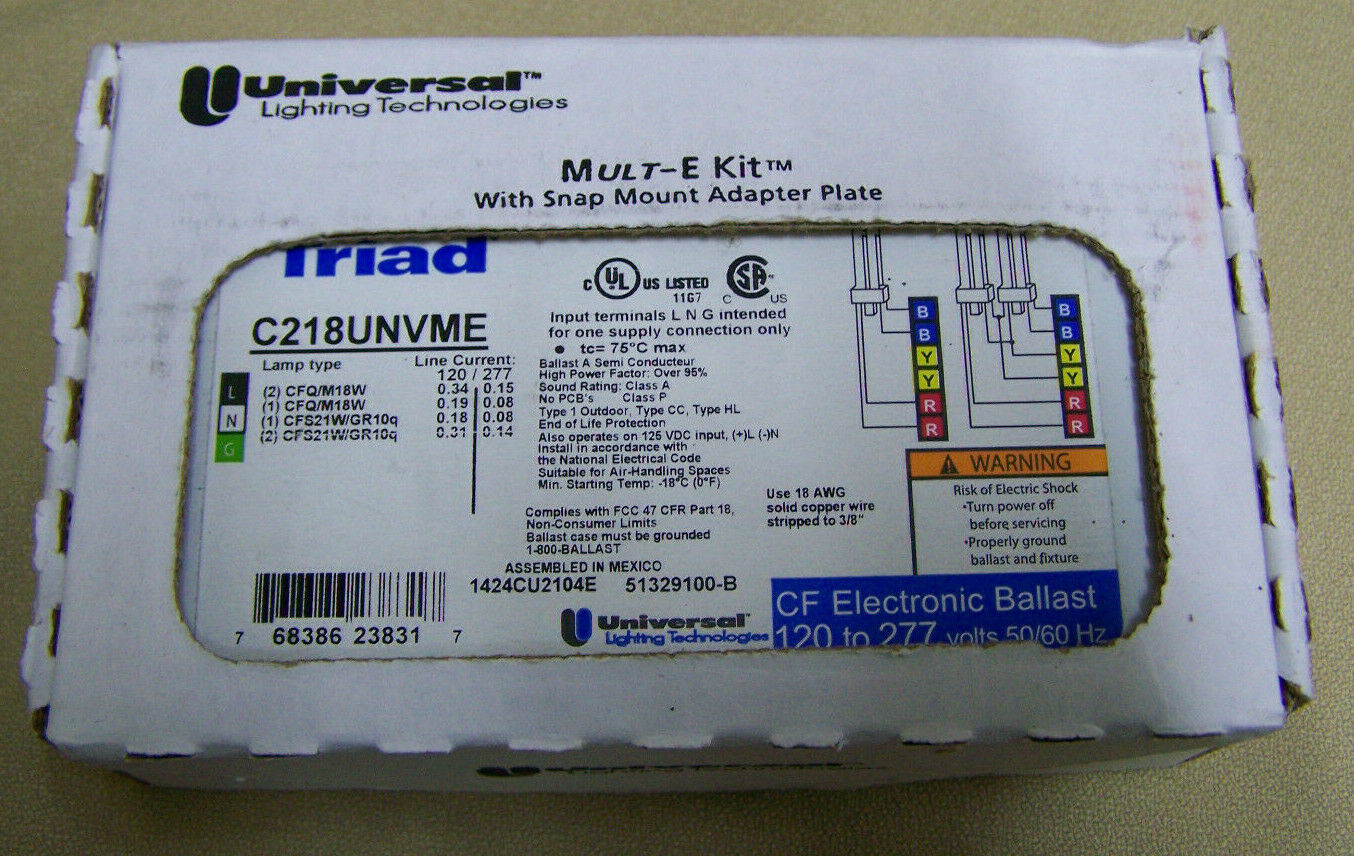 Universal™
Lighting Technologies
MULT-E Kit™
With Snap Mount Adapter Plate
Triad
C218UNVME
Lamp type
Line Current:
120 / 277
L
N
G
(2) CFQ/M18W 0.34 0.15
(1) CFQ/M18W 0.19 0.08
(1) CFS21W/GR10q 0.18 0.08
(2) CFS21W/GR10q 0.31 0.14
C UL US LISTED
11G7
C SA US
Input terminals L N G intended
for one supply connection only
• tc= 75°C max
Ballast A Semi Conducteur
High Power Factor: Over 95%
Sound Rating: Class A
No PCB's Class P
Type 1 Outdoor, Type CC, Type HL
End of Life Protection
Also operates on 125 VDC input, (+)L (-)N
Install in accordance with
the National Electrical Code
Suitable for Air-Handling Spaces
Min. Starting Temp: -18°C (0°F)
Complies with FCC 47 CFR Part 18,
Non-Consumer Limits
Ballast case must be grounded
1-800-BALLAST
ASSEMBLED IN MEXICO
1424CU2104E 51329100-B
Use 18 AWG
solid copper wire
stripped to 3/8"
B
B
Y
Y
R
R
B
B
Y
Y
R
R
WARNING
Risk of Electric Shock
•Turn power off
before servicing
•Properly ground
ballast and fixture
7 68386 23831 7
Universal™
Lighting Technologies
CF Electronic Ballast
120 to 277 volts 50/60 Hz